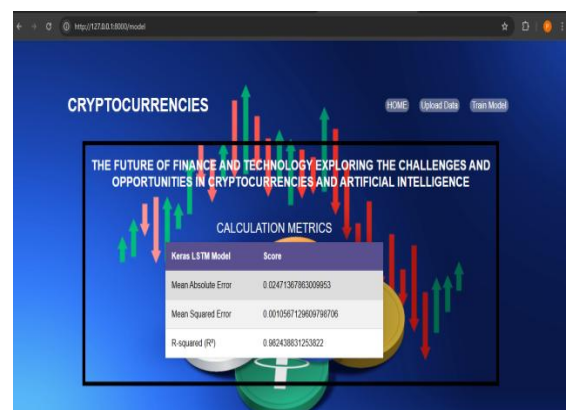 http://127.0.0.1:8000/model
CRYPTOCURRENCIES
HOME Upload Data Train Model
THE FUTURE OF FINANCE AND TECHNOLOGY EXPLORING THE CHALLENGES AND
OPPORTUNITIES IN CRYPTOCURRENCIES AND ARTIFICIAL INTELLIGENCE
CALCULATION METRICS
Keras LSTM Model Score
Mean Absolute Error 0.02471367863009953
Mean Squared Error 0.0010567129609798706
R-squared (R²) 0.982438831253822